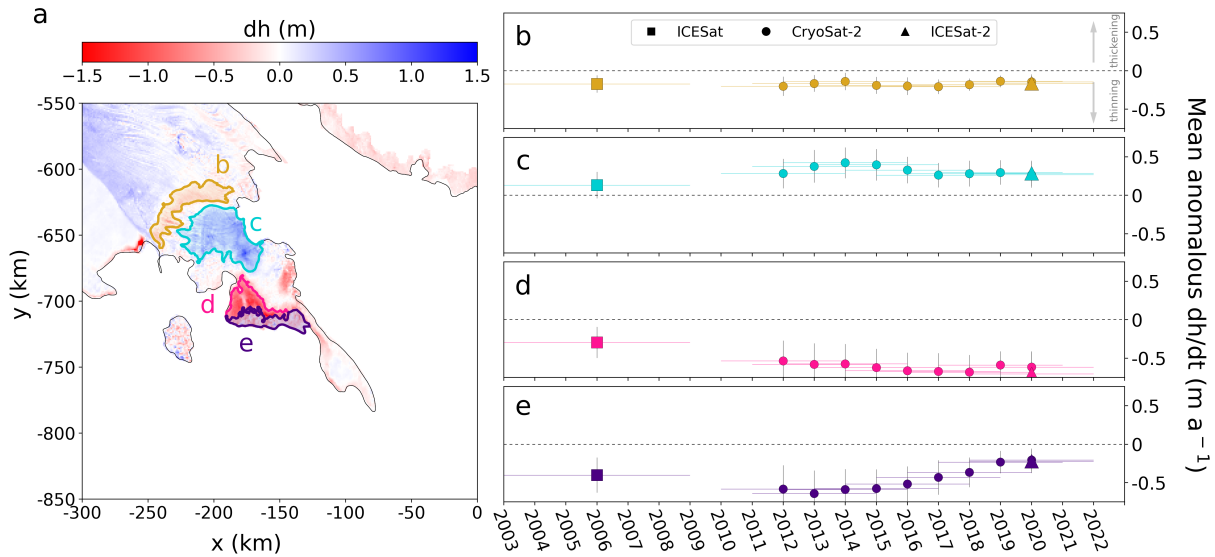 a
dh (m)
−1.5 −1.0 −0.5 0.0 0.5 1.0 1.5
-550
-600
-650
-700
-750
-800
-850
y (km)
-300 -250 -200 -150 -100 -50 0
x (km)
b
c
d
e
b
ICESat CryoSat-2 ICESat-2
thickening
thinning
0.5
0
-0.5
c
0.5
0
-0.5
d
0.5
0
-0.5
e
0.5
0
-0.5
2003 2004 2005 2006 2007 2008 2009 2010 2011 2012 2013 2014 2015 2016 2017 2018 2019 2020 2021 2022
Mean anomalous dh/dt (m a⁻¹)